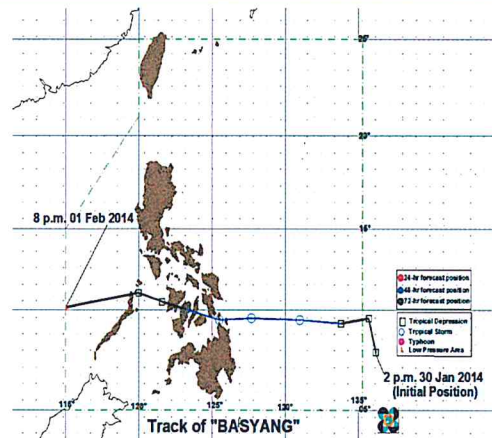 25°
20°
15°
8 p.m. 01 Feb 2014
24-hr forecast position
48-hr forecast position
72-hr forecast position
Tropical Depression
Tropical Storm
Typhoon
L Low Pressure Area
2 p.m. 30 Jan 2014
(Initial Position)
115° 120° 125° 130° 135° 05°
Track of "BASYANG"